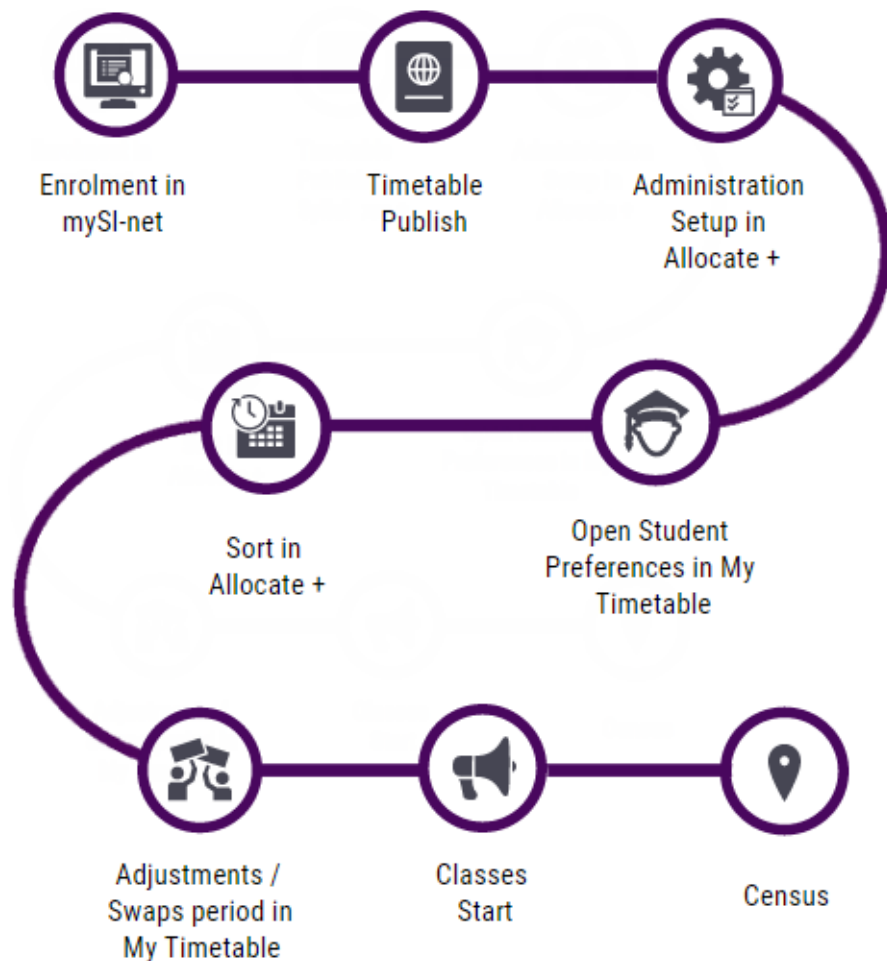 Enrolment in
mySI-net
Timetable
Publish
Administration
Setup in
Allocate +
Open Student
Preferences in My
Timetable
Sort in
Allocate +
Adjustments /
Swaps period in
My Timetable
Classes
Start
Census